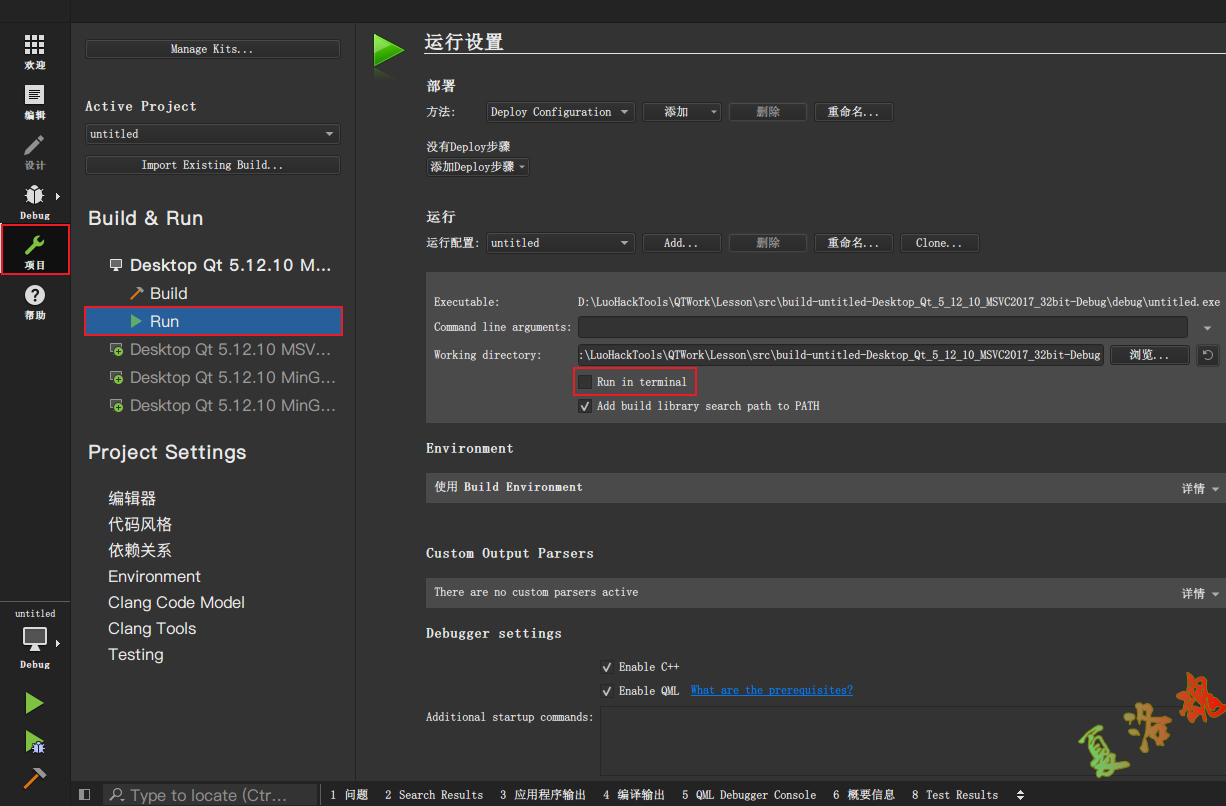 欢迎
编辑
设计
Debug
项目
帮助
untitled
Debug
Manage Kits...
Active Project
untitled
Import Existing Build...
Build & Run
Desktop Qt 5.12.10 M...
Build
Run
Desktop Qt 5.12.10 MSV...
Desktop Qt 5.12.10 MinG...
Desktop Qt 5.12.10 MinG...
Project Settings
编辑器
代码风格
依赖关系
Environment
Clang Code Model
Clang Tools
Testing
运行设置
部署
方法: Deploy Configuration 添加 删除 重命名...
没有Deploy步骤
添加Deploy步骤
运行
运行配置: untitled Add... 删除 重命名... Clone...
Executable: D:\LuoHackTools\QTWork\Lesson\src\build-untitled-Desktop_Qt_5_12_10_MSVC2017_32bit-Debug\debug\untitled.exe
Command line arguments:
Working directory: :\LuoHackTools\QTWork\Lesson\src\build-untitled-Desktop_Qt_5_12_10_MSVC2017_32bit-Debug 浏览...
Run in terminal
Add build library search path to PATH
Environment
使用 Build Environment 详情
Custom Output Parsers
There are no custom parsers active 详情
Debugger settings
Enable C++
Enable QML What are the prerequisites?
Additional startup commands:
夏洛魂
Type to locate (Ctr... 1 问题 2 Search Results 3 应用程序输出 4 编译输出 5 QML Debugger Console 6 概要信息 8 Test Results